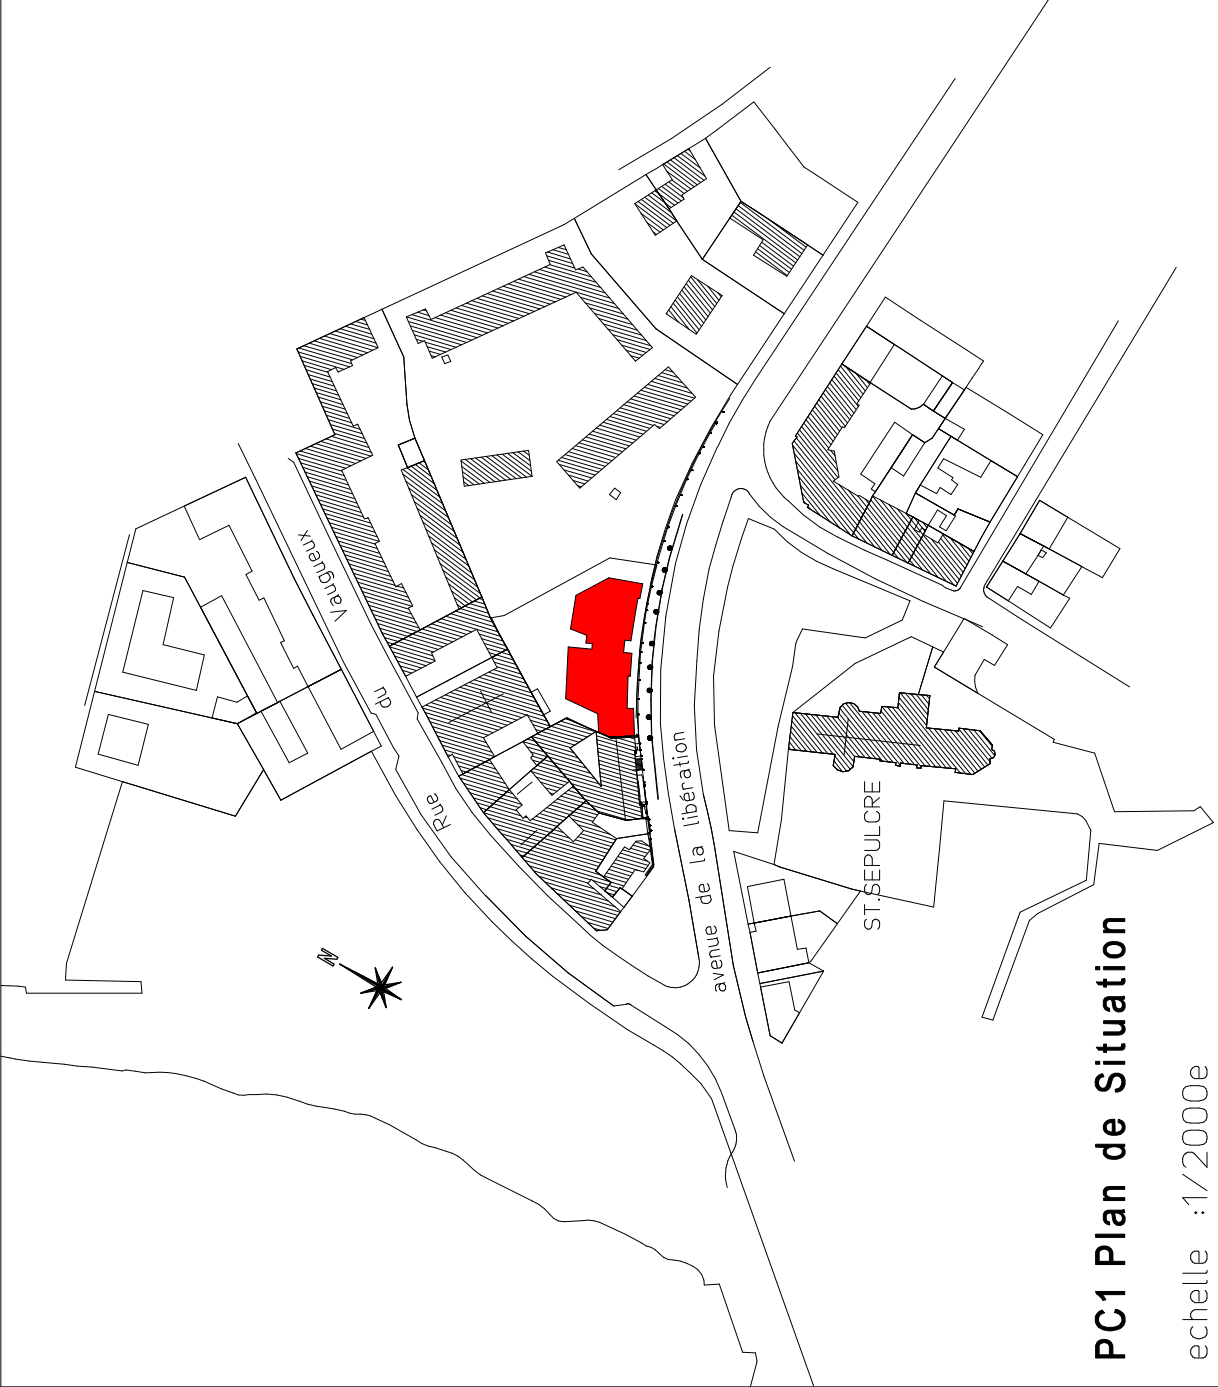 Rue du Vaugueux
avenue de la libération
ST.SEPULCRE
N
PC1 Plan de Situation
echelle :1/2000e